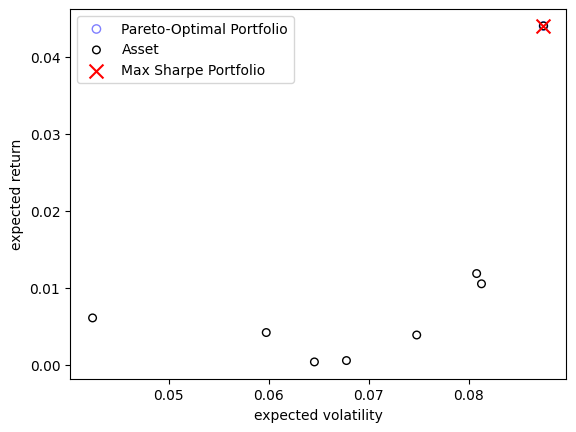 Pareto-Optimal Portfolio
Asset
Max Sharpe Portfolio
0.04
0.03
0.02
0.01
0.00
expected return
0.05
0.06
0.07
0.08
expected volatility